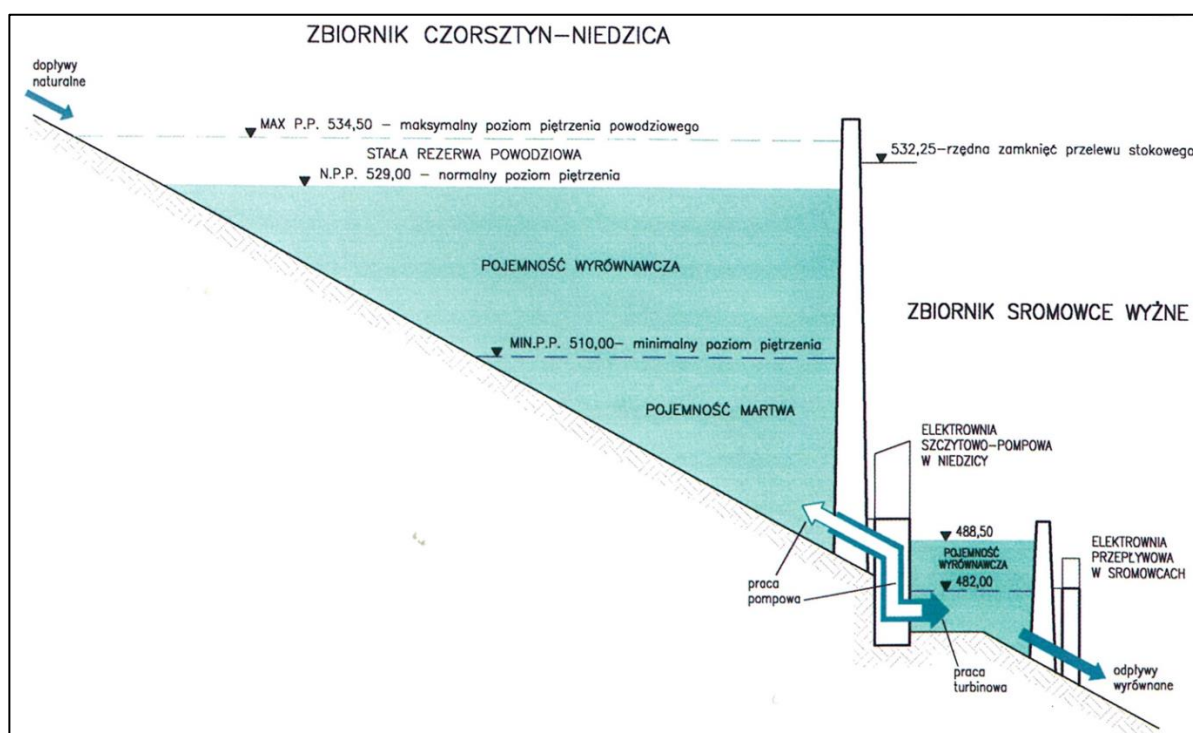 ZBIORNIK CZORSZTYN–NIEDZICA
dopływy
naturalne
MAX P.P. 534,50 – maksymalny poziom piętrzenia powodziowego
STAŁA REZERWA POWODZIOWA
N.P.P. 529,00 – normalny poziom piętrzenia
532,25–rzędna zamknięć przelewu stokowego
POJEMNOŚĆ WYRÓWNAWCZA
ZBIORNIK SROMOWCE WYŻNE
MIN.P.P. 510,00– minimalny poziom piętrzenia
POJEMNOŚĆ MARTWA
ELEKTROWNIA
SZCZYTOWO-POMPOWA
W NIEDZICY
488,50
POJEMNOŚĆ
WYRÓWNAWCZA
482,00
ELEKTROWNIA
PRZEPŁYWOWA
W SROMOWCACH
praca
pompowa
praca
turbinowa
odpływy
wyrównane